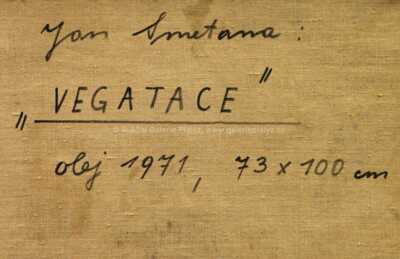 Jan Smetana:
„VEGATACE"
olej 1971, 73 x 100 cm